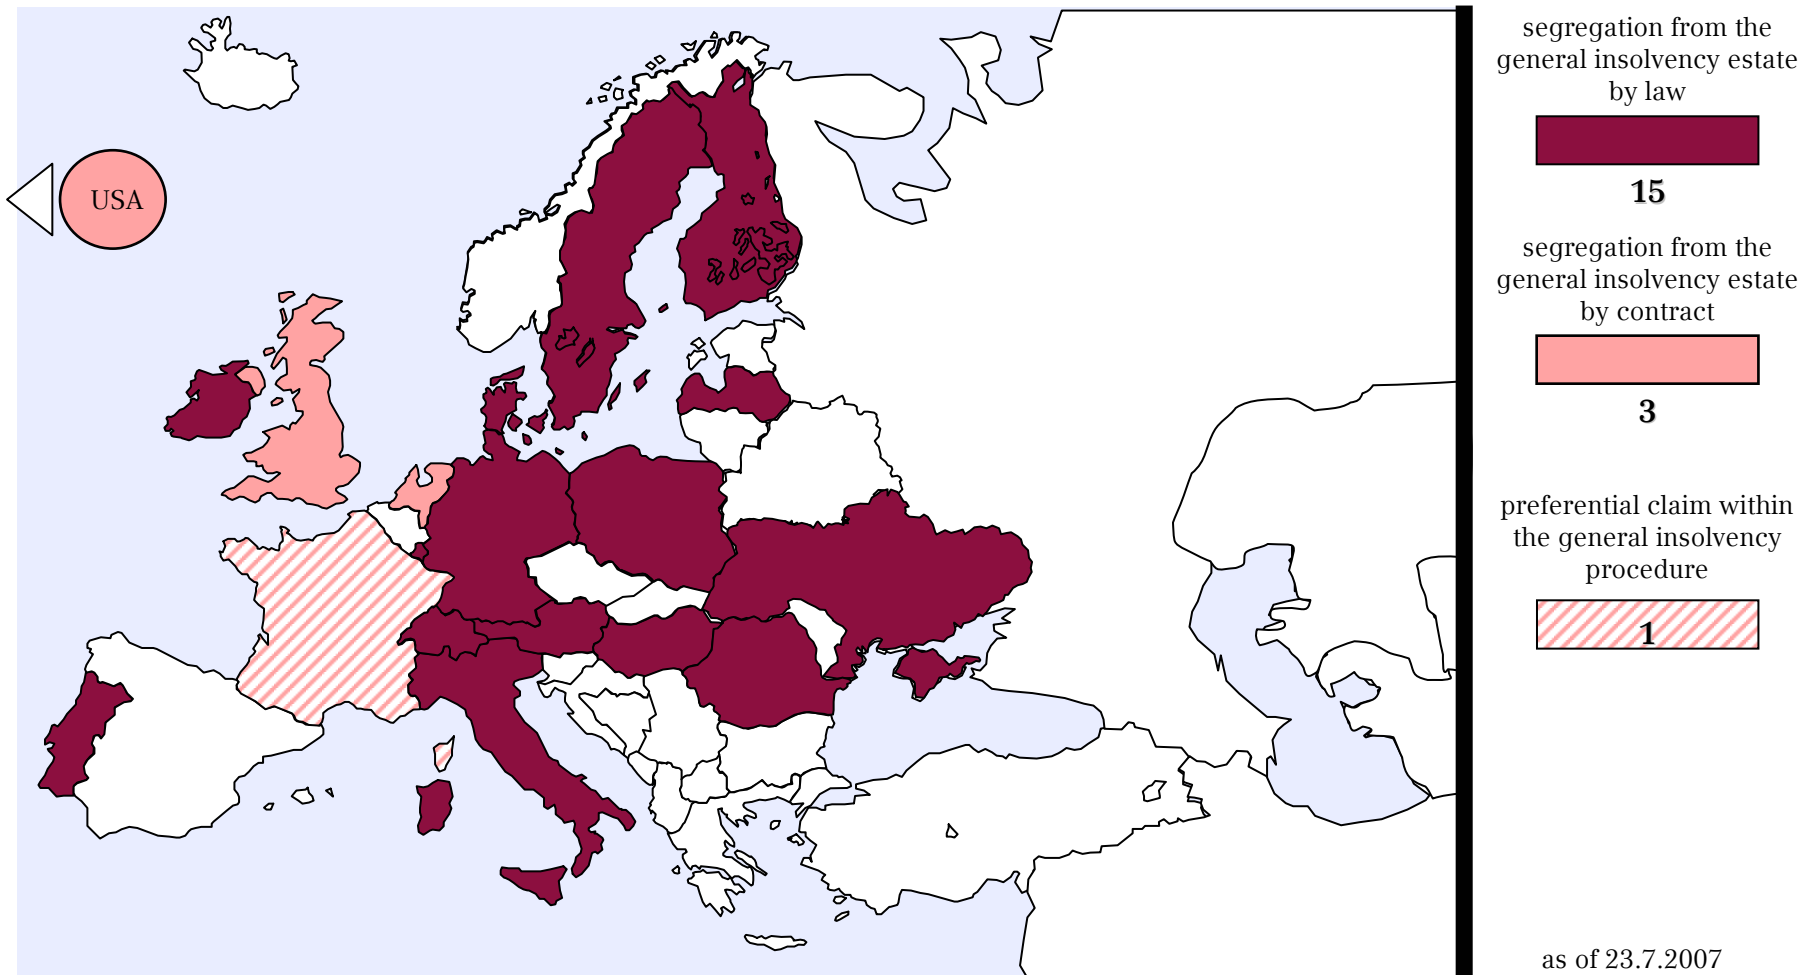 USA
segregation from the
general insolvency estate
by law
15
segregation from the
general insolvency estate
by contract
3
preferential claim within
the general insolvency
procedure
1
as of 23.7.2007